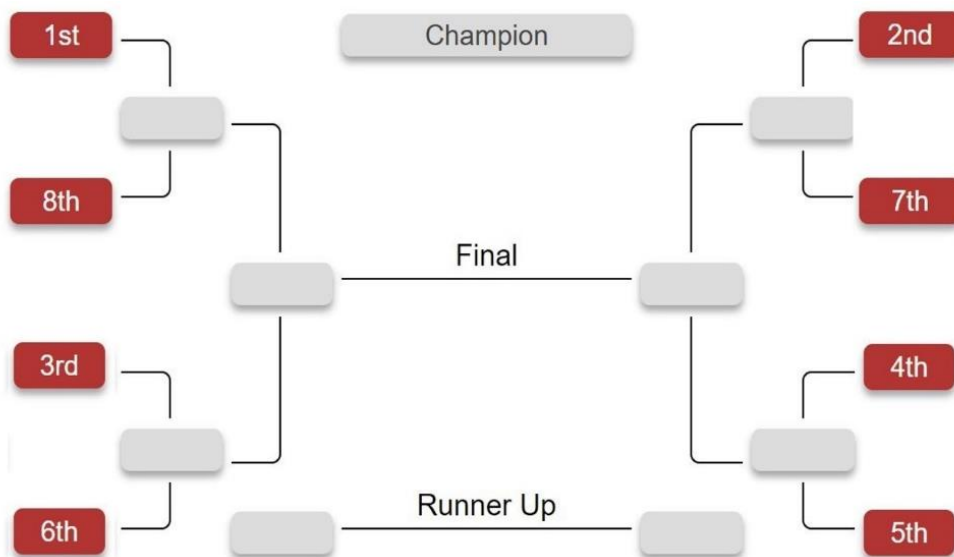 1st
Champion
2nd
8th
7th
Final
3rd
4th
6th
Runner Up
5th